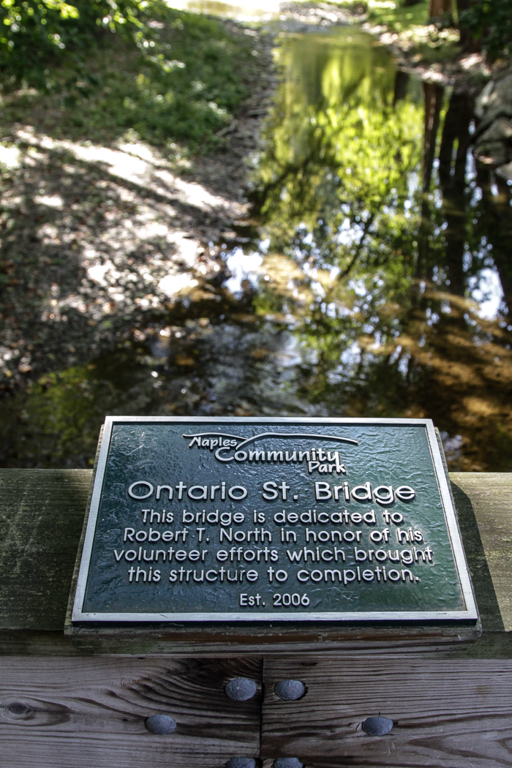 Naples
Community
Park
Ontario St. Bridge
This bridge is dedicated to
Robert T. North in honor of his
volunteer efforts which brought
this structure to completion.
Est. 2006